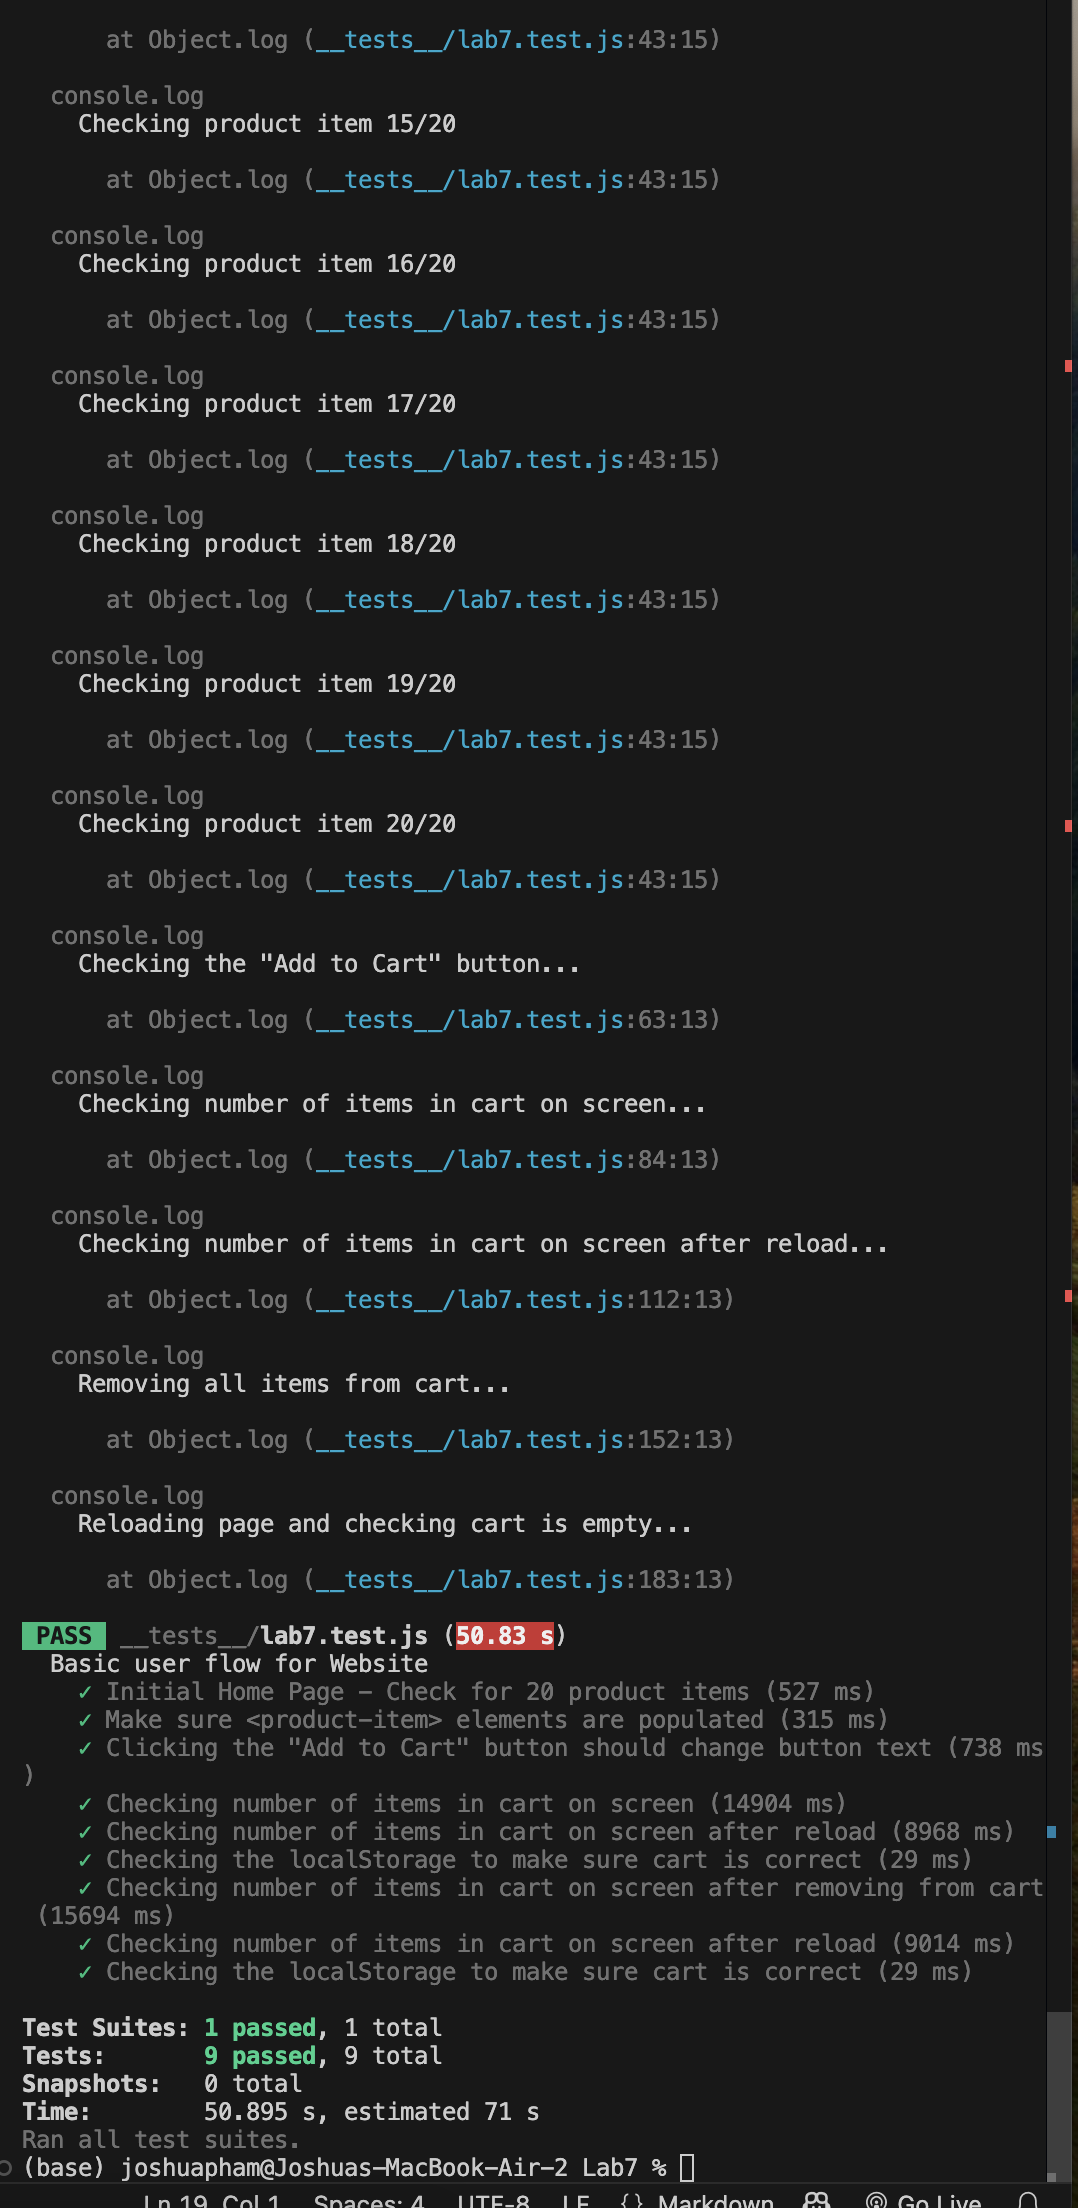 at Object.log (__tests__/lab7.test.js:43:15)
console.log
Checking product item 15/20
at Object.log (__tests__/lab7.test.js:43:15)
console.log
Checking product item 16/20
at Object.log (__tests__/lab7.test.js:43:15)
console.log
Checking product item 17/20
at Object.log (__tests__/lab7.test.js:43:15)
console.log
Checking product item 18/20
at Object.log (__tests__/lab7.test.js:43:15)
console.log
Checking product item 19/20
at Object.log (__tests__/lab7.test.js:43:15)
console.log
Checking product item 20/20
at Object.log (__tests__/lab7.test.js:43:15)
console.log
Checking the "Add to Cart" button...
at Object.log (__tests__/lab7.test.js:63:13)
console.log
Checking number of items in cart on screen...
at Object.log (__tests__/lab7.test.js:84:13)
console.log
Checking number of items in cart on screen after reload...
at Object.log (__tests__/lab7.test.js:112:13)
console.log
Removing all items from cart...
at Object.log (__tests__/lab7.test.js:152:13)
console.log
Reloading page and checking cart is empty...
at Object.log (__tests__/lab7.test.js:183:13)
PASS __tests__/lab7.test.js (50.83 s)
Basic user flow for Website
✓ Initial Home Page – Check for 20 product items (527 ms)
✓ Make sure <product-item> elements are populated (315 ms)
✓ Clicking the "Add to Cart" button should change button text (738 ms
)
✓ Checking number of items in cart on screen (14904 ms)
✓ Checking number of items in cart on screen after reload (8968 ms)
✓ Checking the localStorage to make sure cart is correct (29 ms)
✓ Checking number of items in cart on screen after removing from cart
(15694 ms)
✓ Checking number of items in cart on screen after reload (9014 ms)
✓ Checking the localStorage to make sure cart is correct (29 ms)
Test Suites: 1 passed, 1 total
Tests: 9 passed, 9 total
Snapshots: 0 total
Time: 50.895 s, estimated 71 s
Ran all test suites.
(base) joshuapham@Joshuas-MacBook-Air-2 Lab7 %
Ln 19, Col 1 Spaces: 4 UTF-8 LF {} Markdown Go Live